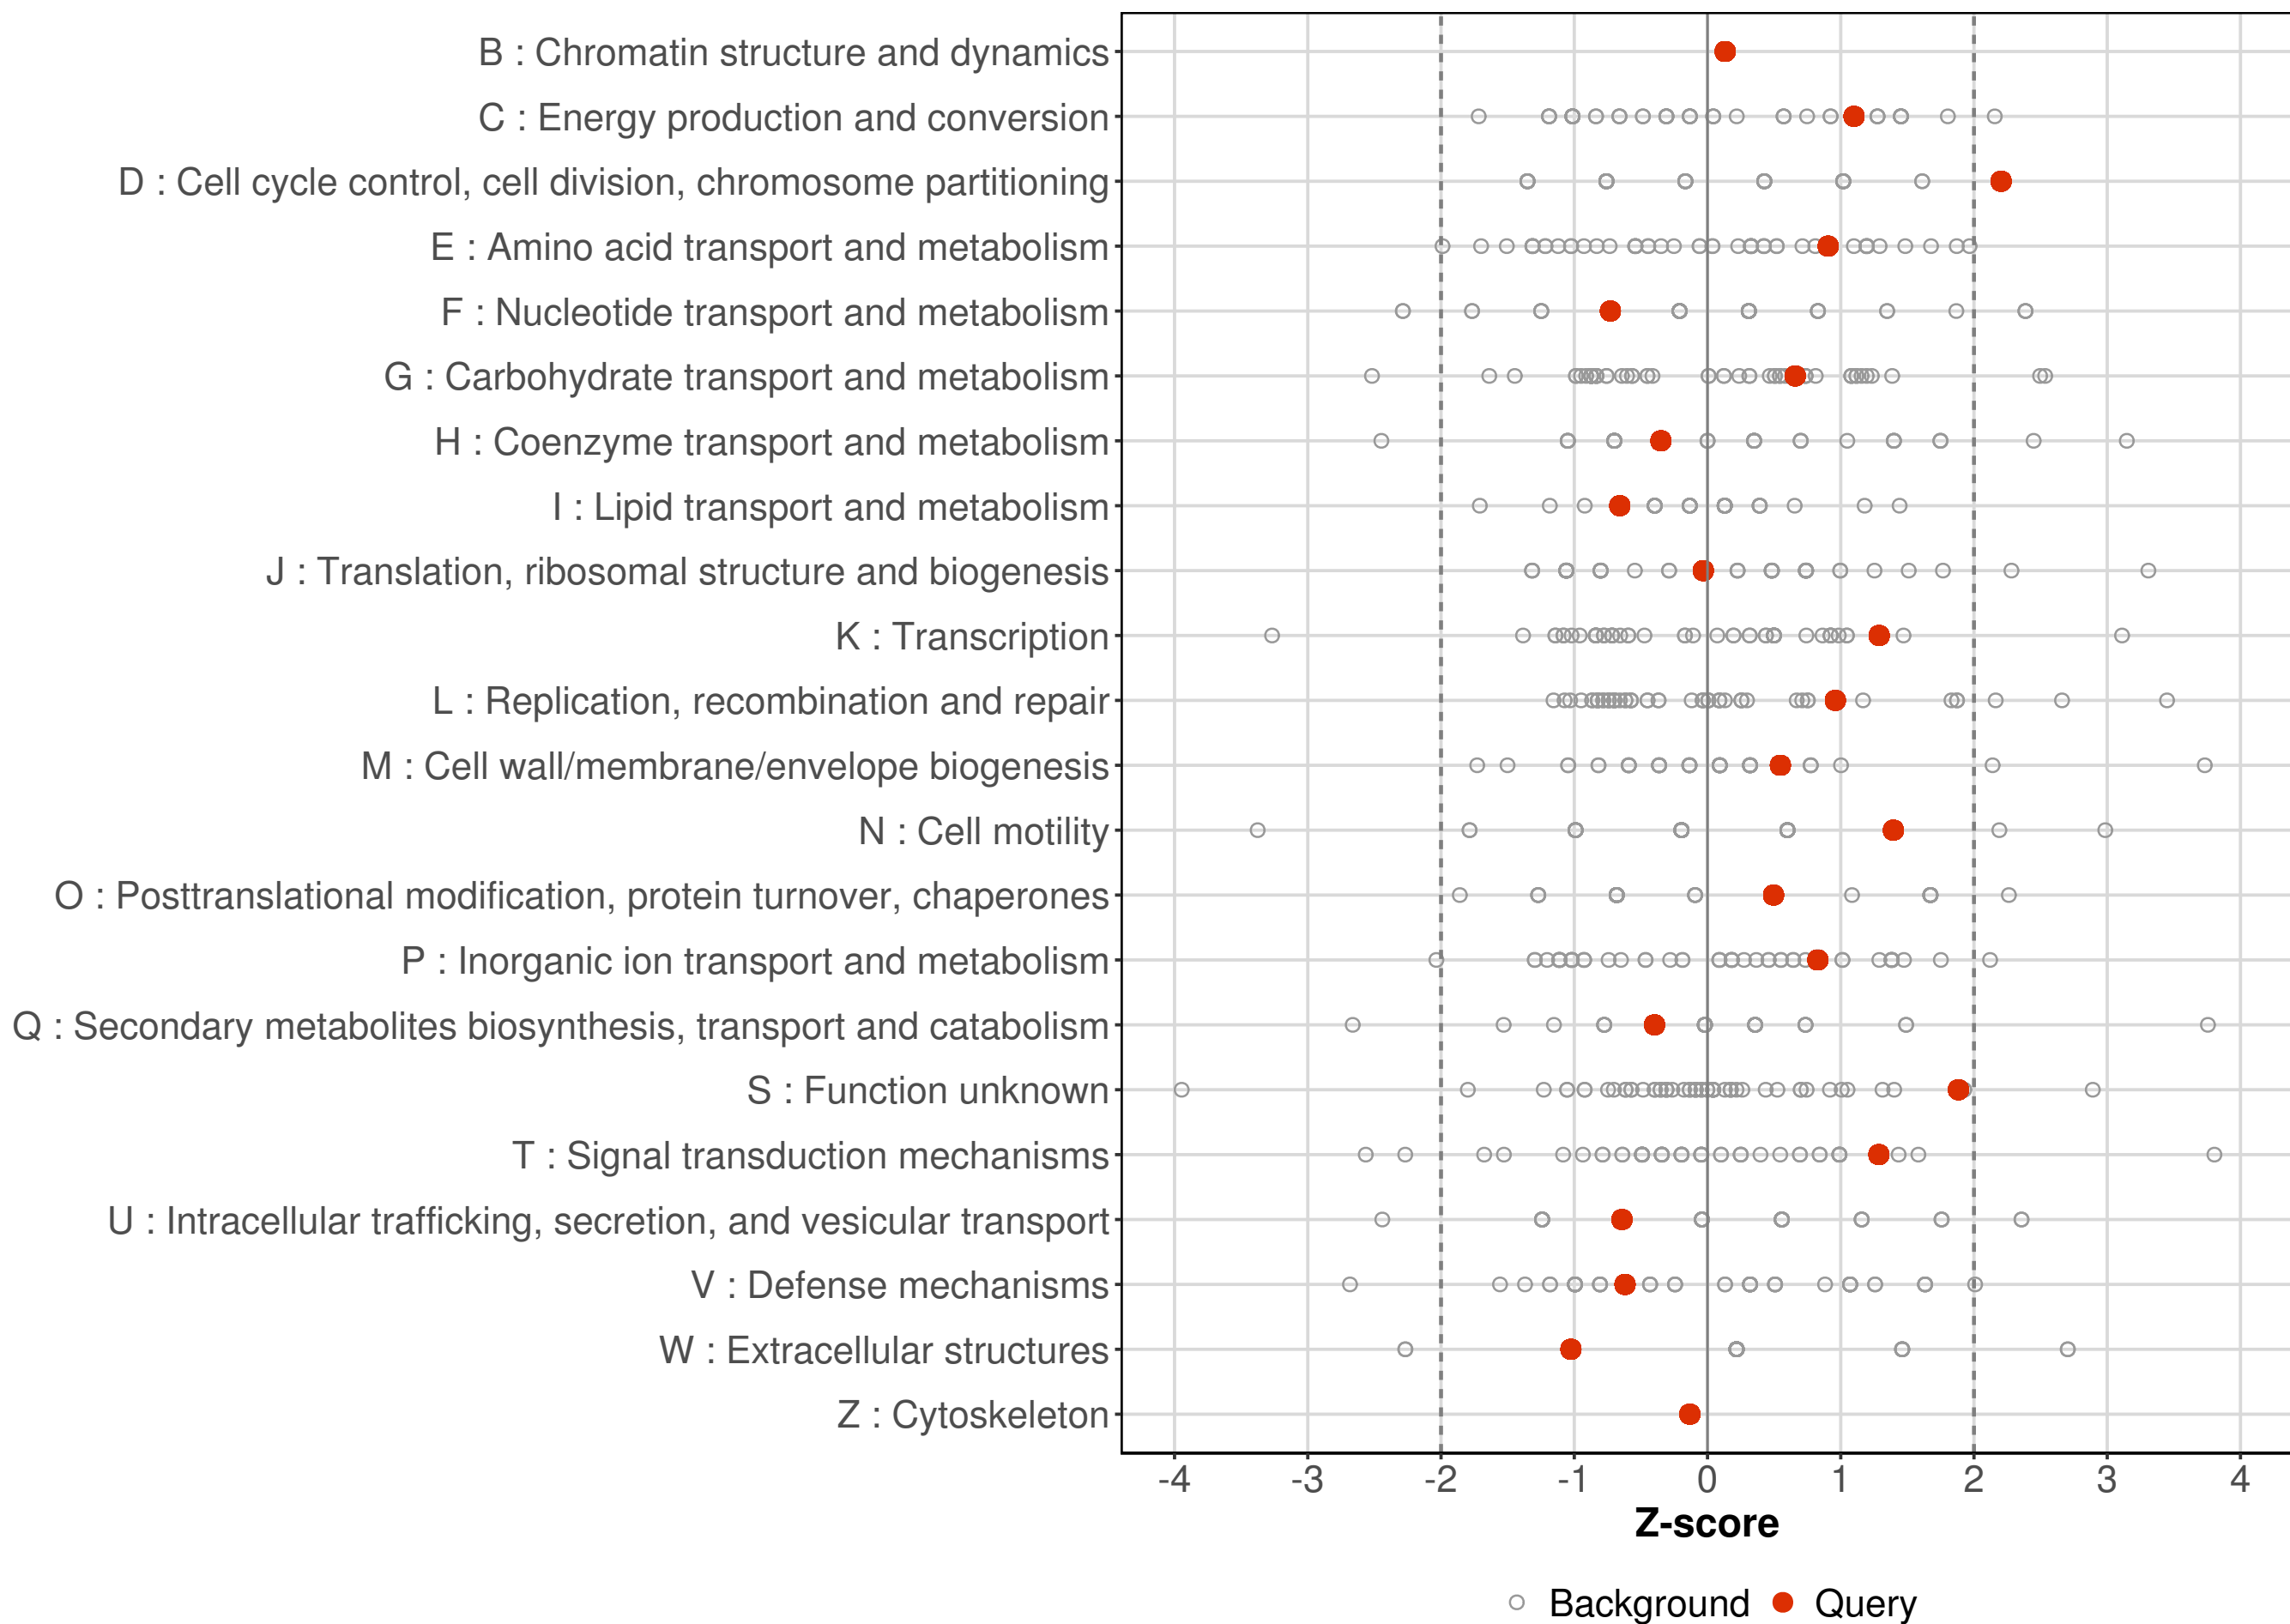 B : Chromatin structure and dynamics
C : Energy production and conversion
D : Cell cycle control, cell division, chromosome partitioning
E : Amino acid transport and metabolism
F : Nucleotide transport and metabolism
G : Carbohydrate transport and metabolism
H : Coenzyme transport and metabolism
I : Lipid transport and metabolism
J : Translation, ribosomal structure and biogenesis
K : Transcription
L : Replication, recombination and repair
M : Cell wall/membrane/envelope biogenesis
N : Cell motility
O : Posttranslational modification, protein turnover, chaperones
P : Inorganic ion transport and metabolism
Q : Secondary metabolites biosynthesis, transport and catabolism
S : Function unknown
T : Signal transduction mechanisms
U : Intracellular trafficking, secretion, and vesicular transport
V : Defense mechanisms
W : Extracellular structures
Z : Cytoskeleton
-4 -3 -2 -1 0 1 2 3 4
Z-score
Background Query